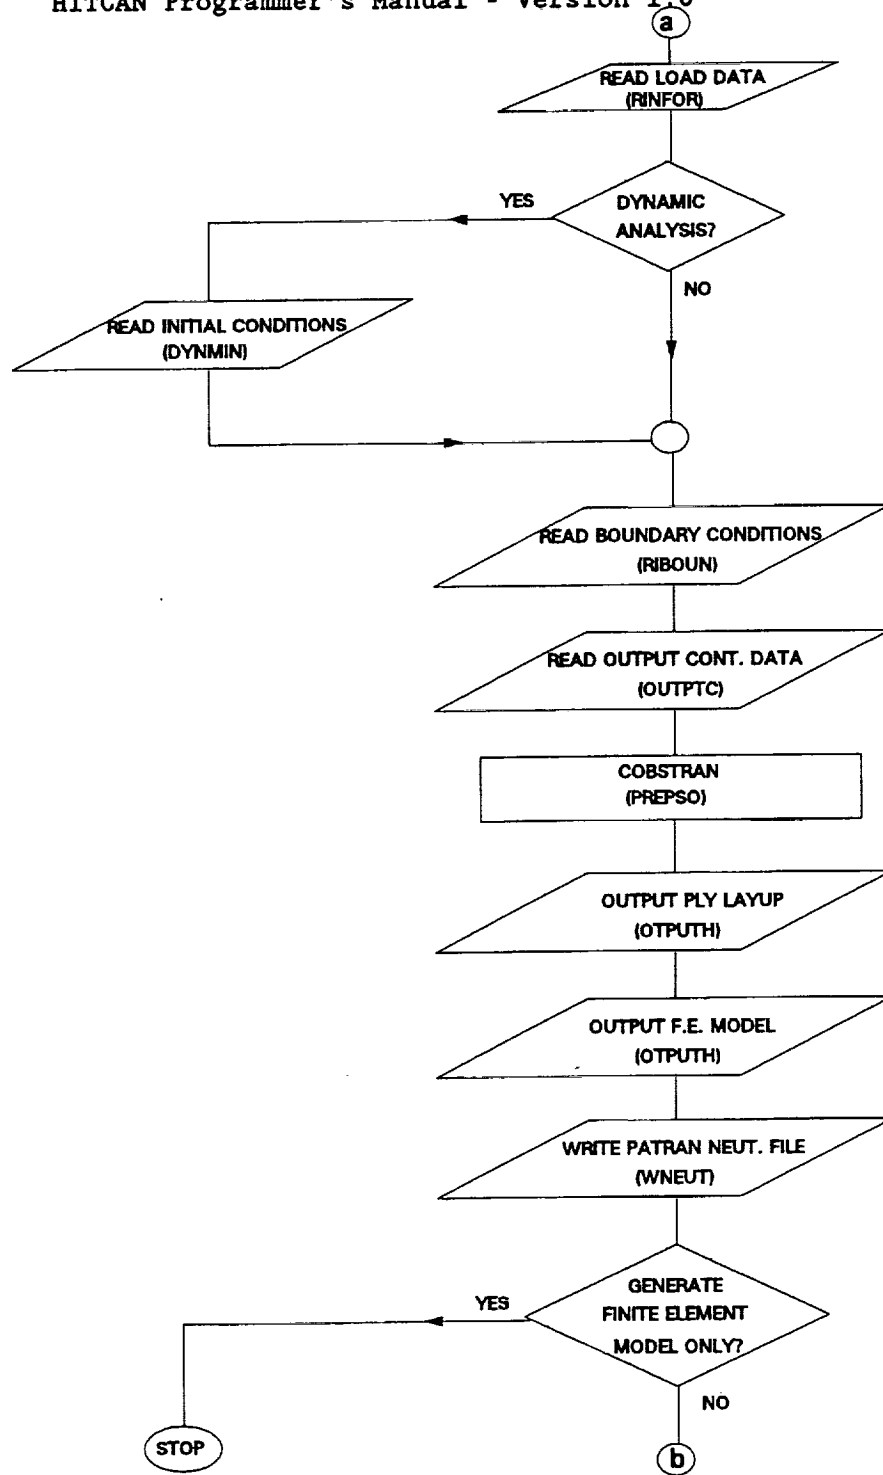 HITCAN Programmer's Manual - Version 1.0
a
READ LOAD DATA
(RINFOR)
YES
DYNAMIC
ANALYSIS?
NO
READ INITIAL CONDITIONS
(DYNMIN)
READ BOUNDARY CONDITIONS
(RIBOUN)
READ OUTPUT CONT. DATA
(OUTPTC)
COBSTRAN
(PREPSO)
OUTPUT PLY LAYUP
(OTPUTH)
OUTPUT F.E. MODEL
(OTPUTH)
WRITE PATRAN NEUT. FILE
(WNEUT)
YES
GENERATE
FINITE ELEMENT
MODEL ONLY?
NO
STOP
b